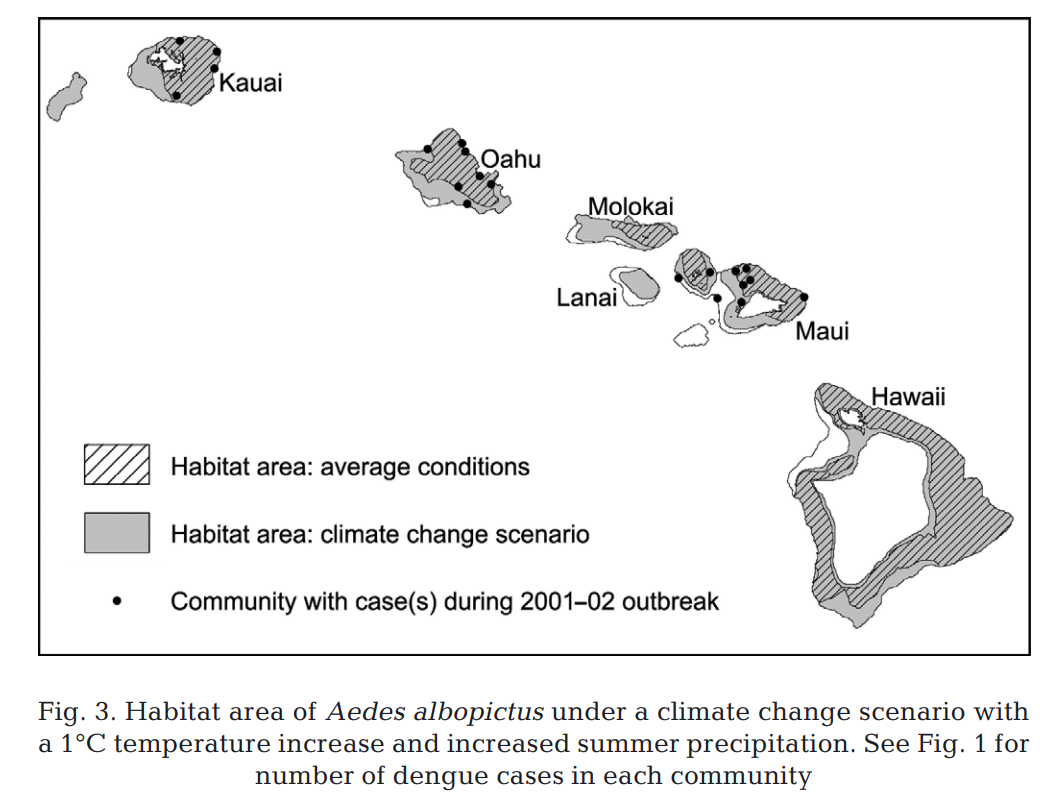 Kauai
Oahu
Molokai
Lanai
Maui
Hawaii
Habitat area: average conditions
Habitat area: climate change scenario
Community with case(s) during 2001–02 outbreak
Fig. 3. Habitat area of Aedes albopictus under a climate change scenario with
a 1°C temperature increase and increased summer precipitation. See Fig. 1 for
number of dengue cases in each community